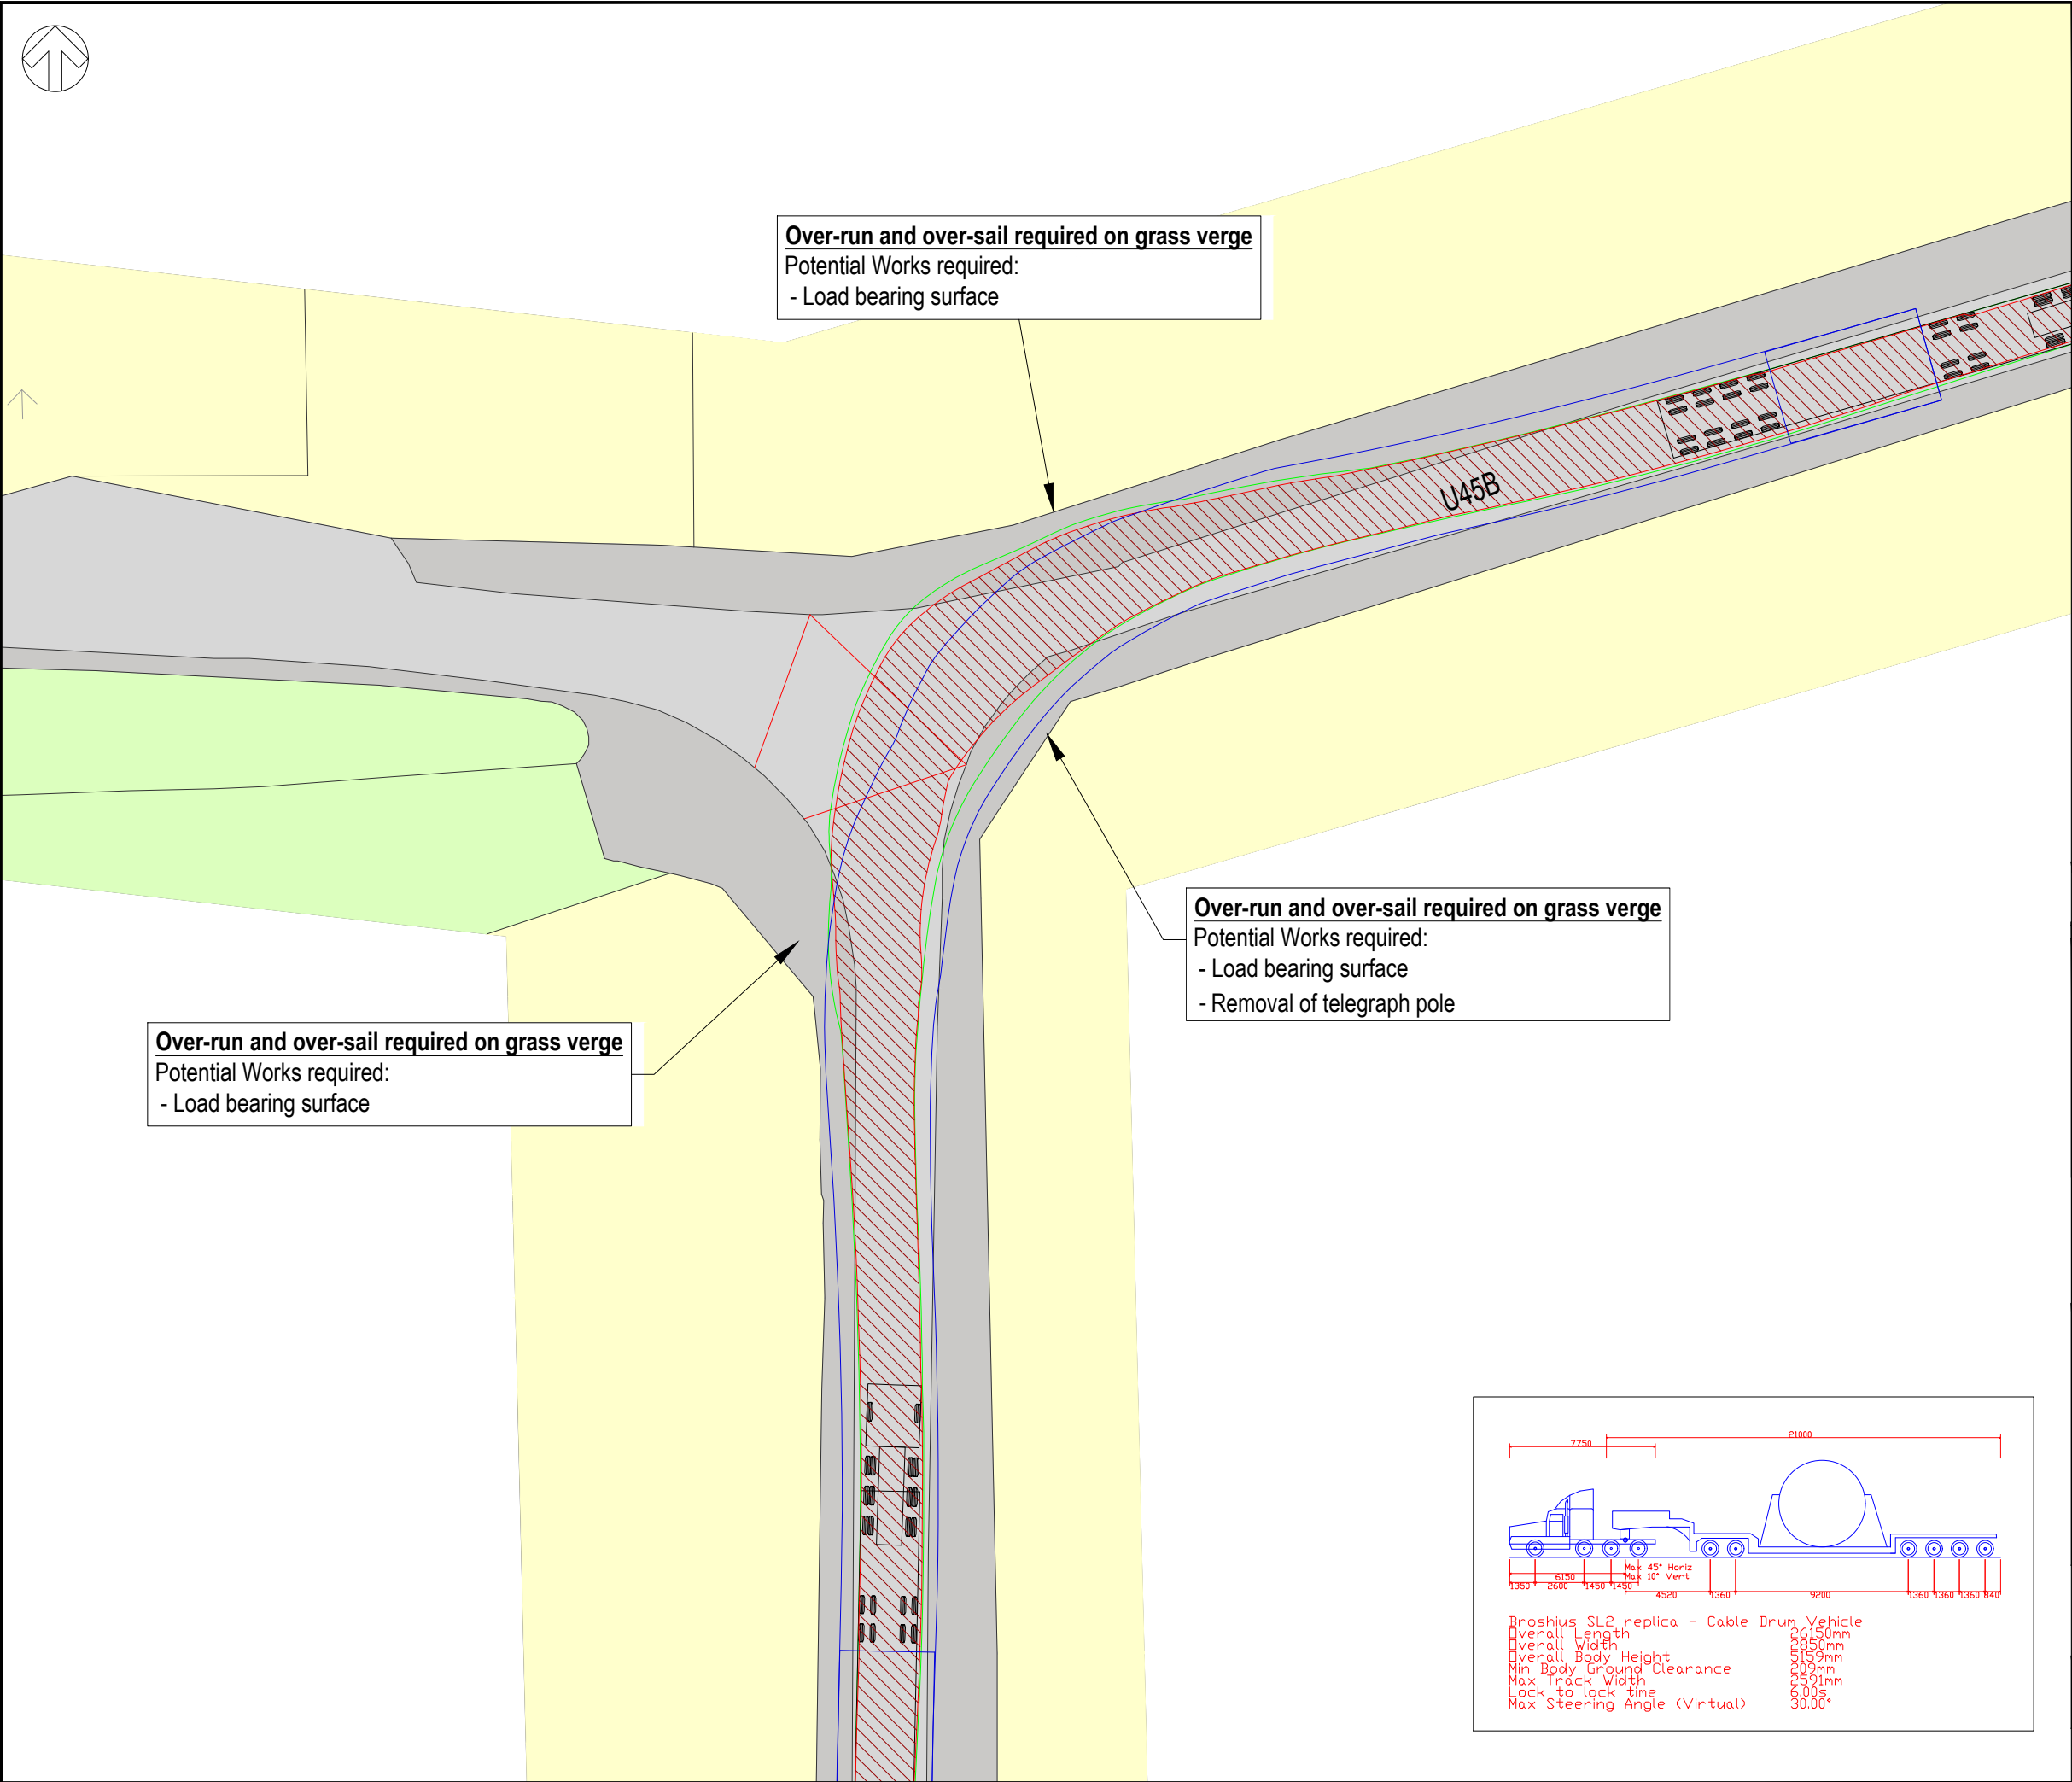 Over-run and over-sail required on grass verge
Potential Works required:
- Load bearing surface
U45B
Over-run and over-sail required on grass verge
Potential Works required:
- Load bearing surface
- Removal of telegraph pole
Over-run and over-sail required on grass verge
Potential Works required:
- Load bearing surface
21000
7750
Max 45° Horiz
Max 10° Vert
6150
1350 2600 1450 1450
4520 1360 9200 1360 1360 1360 840
Broshius SL2 replica - Cable Drum Vehicle
Overall Length 26150mm
Overall Width 2850mm
Overall Body Height 5159mm
Min Body Ground Clearance 209mm
Max Track Width 2591mm
Lock to lock time 6.00s
Max Steering Angle (Virtual) 30.00°